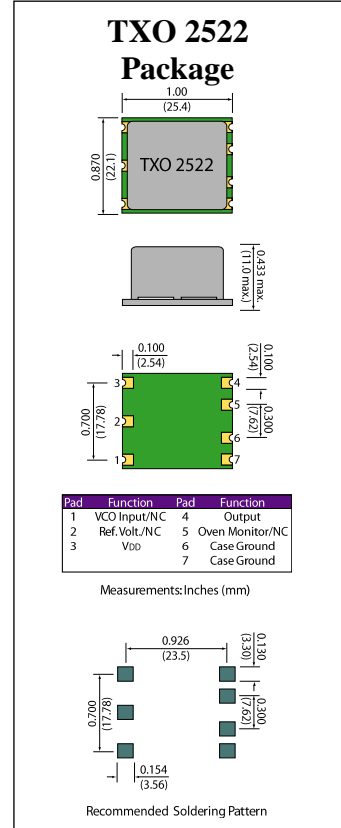 TXO 2522
Package
1.00
(25.4)
0.870
(22.1)
TXO 2522
0.433 max.
(11.0 max.)
0.100
(2.54)
0.100
(2.54)
0.700
(17.78)
3
2
1
4
5
6
7
0.300
(7.62)
Pad Function Pad Function
1 VCO Input/NC 4 Output
2 Ref. Volt./NC 5 Oven Monitor/NC
3 VDD 6 Case Ground
7 Case Ground
Measurements: Inches (mm)
0.926
(23.5)
0.130
(3.30)
0.700
(17.78)
0.300
(7.62)
0.154
(3.56)
Recommended Soldering Pattern